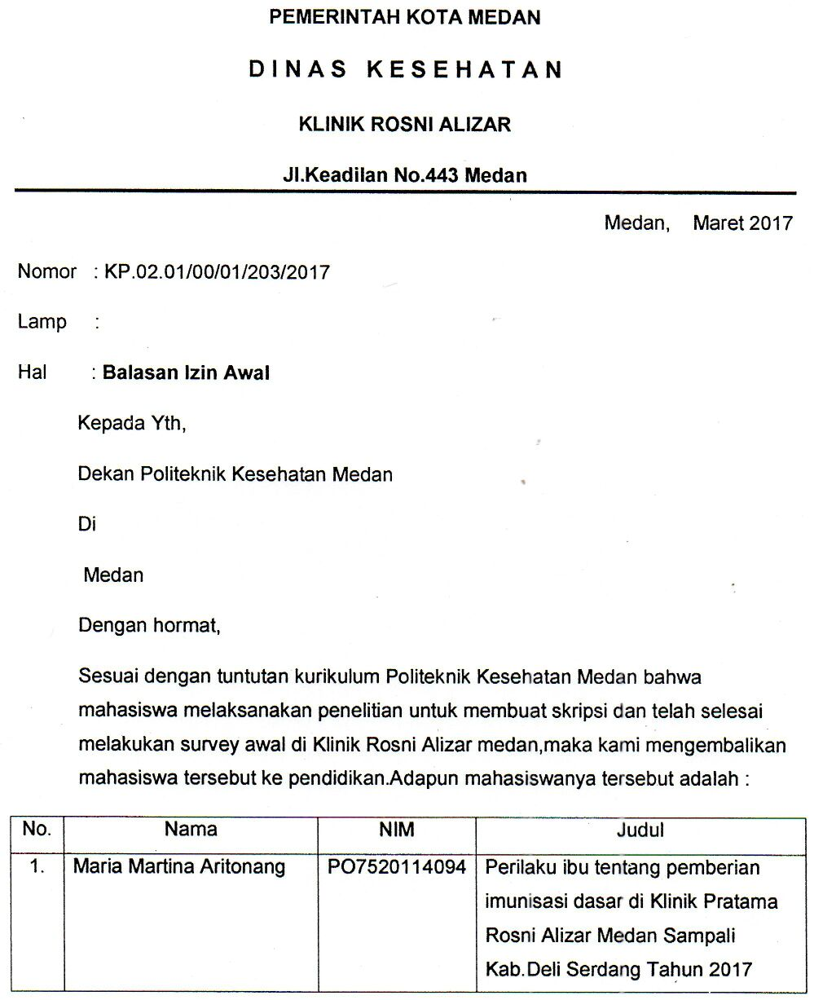 PEMERINTAH KOTA MEDAN
DINAS KESEHATAN
KLINIK ROSNI ALIZAR
Jl.Keadilan No.443 Medan
Medan, Maret 2017
Nomor : KP.02.01/00/01/203/2017
Lamp :
Hal : Balasan Izin Awal
Kepada Yth,
Dekan Politeknik Kesehatan Medan
Di
Medan
Dengan hormat,
Sesuai dengan tuntutan kurikulum Politeknik Kesehatan Medan bahwa
mahasiswa melaksanakan penelitian untuk membuat skripsi dan telah selesai
melakukan survey awal di Klinik Rosni Alizar medan,maka kami mengembalikan
mahasiswa tersebut ke pendidikan.Adapun mahasiswanya tersebut adalah :
No. Nama NIM Judul
1. Maria Martina Aritonang PO7520114094 Perilaku ibu tentang pemberian
imunisasi dasar di Klinik Pratama
Rosni Alizar Medan Sampali
Kab.Deli Serdang Tahun 2017